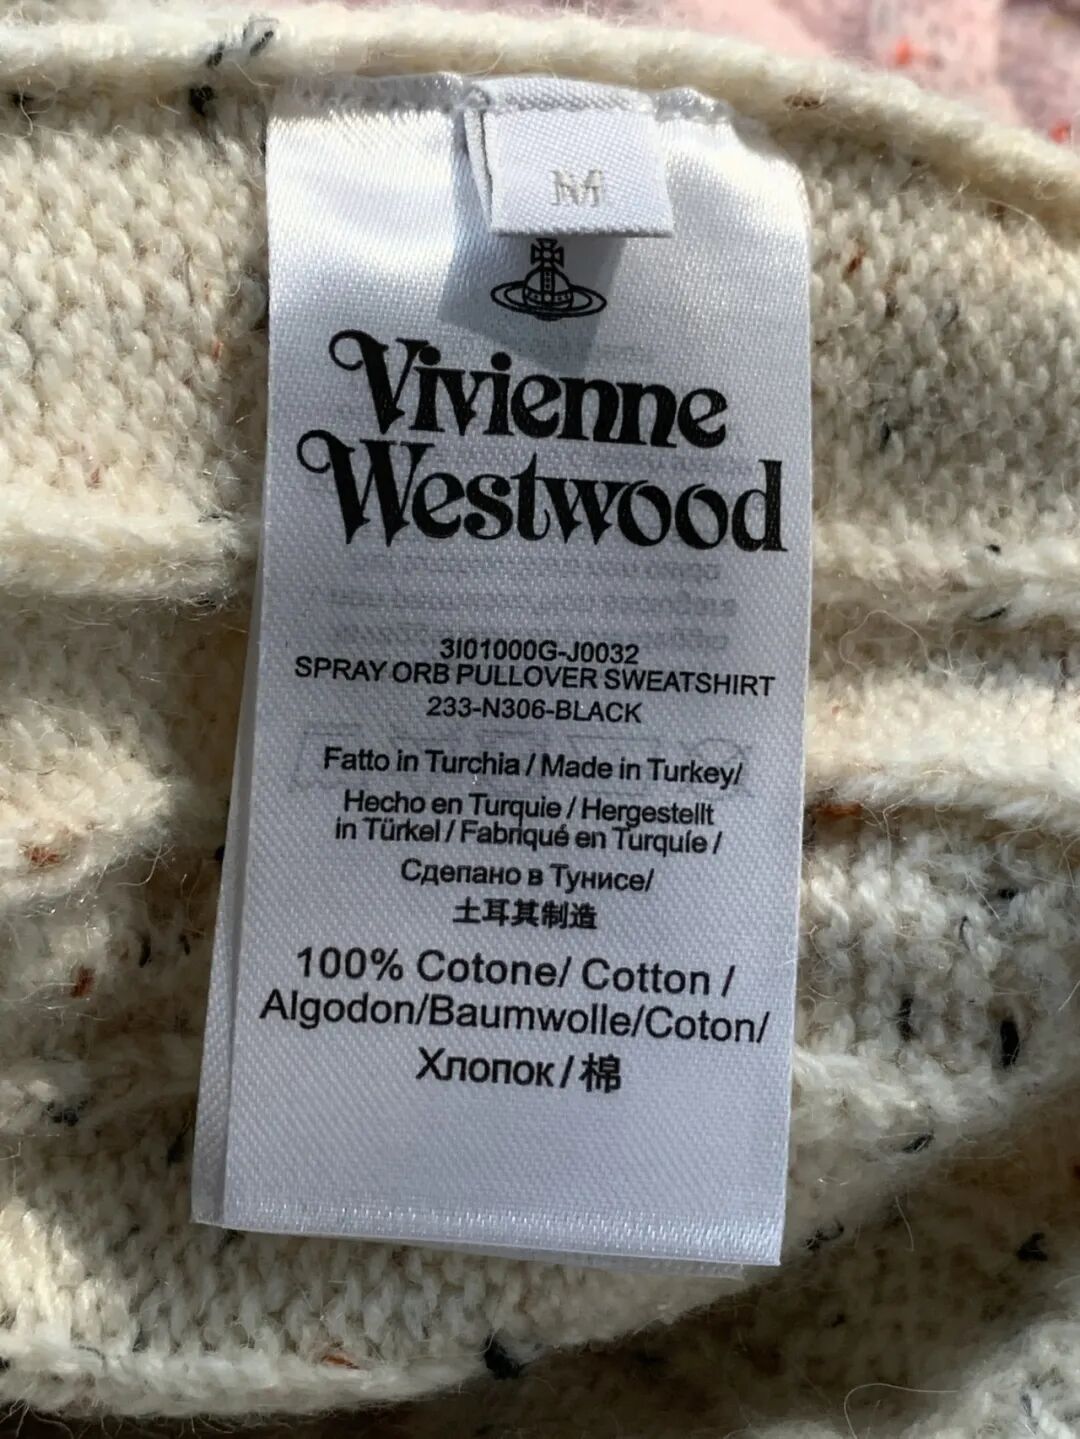 M
Vivienne
Westwood
3I01000G-J0032
SPRAY ORB PULLOVER SWEATSHIRT
233-N306-BLACK
Fatto in Turchia / Made in Turkey/
Hecho en Turquie / Hergestellt
in Türkel / Fabriqué en Turquíe /
Сдепано в Тунисе/
土耳其制造
100% Cotone/ Cotton /
Algodon/Baumwolle/Coton/
Хлопок / 棉